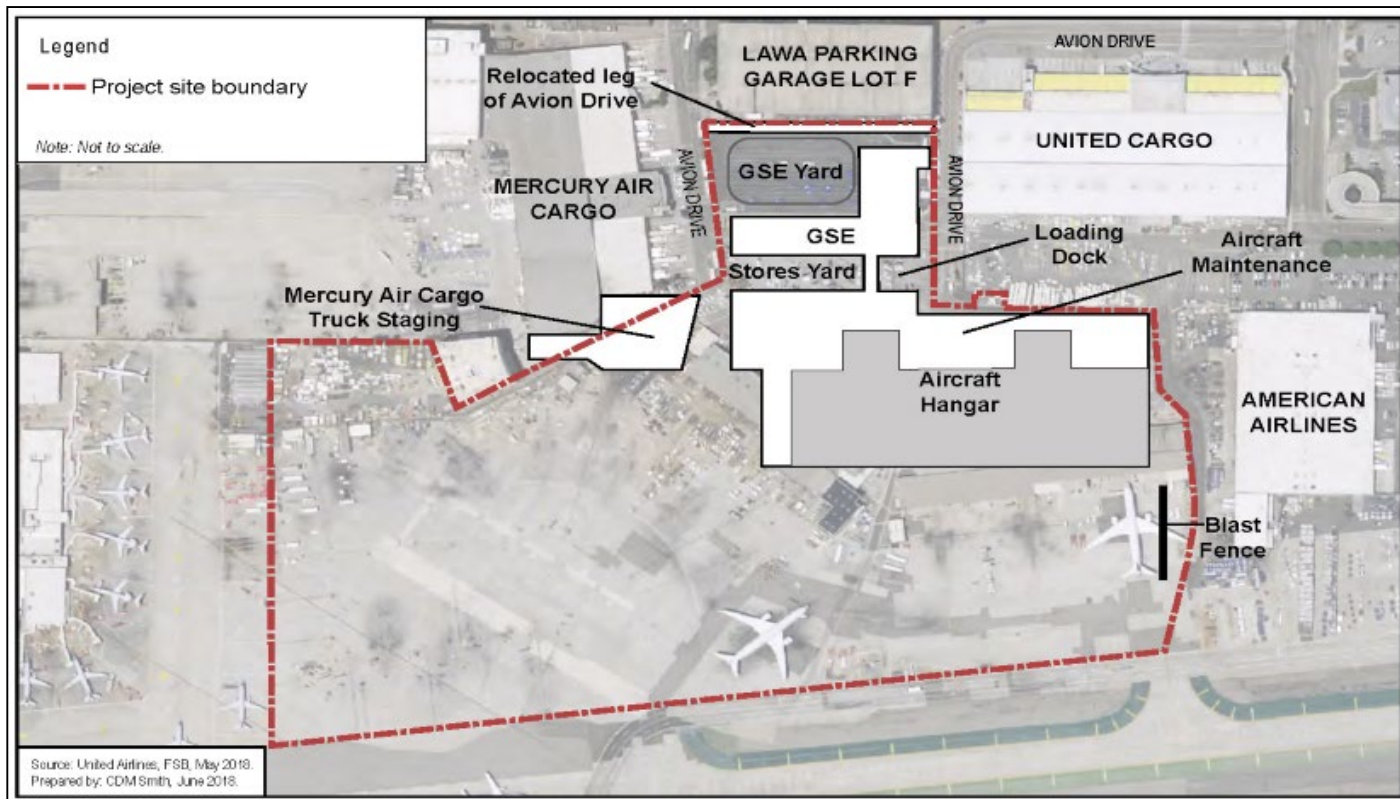 Legend
Project site boundary
Note: Not to scale.
Relocated leg
of Avion Drive
LAWA PARKING
GARAGE LOT F
AVION DRIVE
UNITED CARGO
MERCURY AIR
CARGO
AVION DRIVE
GSE Yard
AVION DRIVE
GSE
Stores Yard
Loading
Dock
Aircraft
Maintenance
Mercury Air Cargo
Truck Staging
Aircraft
Hangar
AMERICAN
AIRLINES
Blast
Fence
Source: United Airlines, FSB, May 2018.
Prepared by: CDM Smith, June 2018.